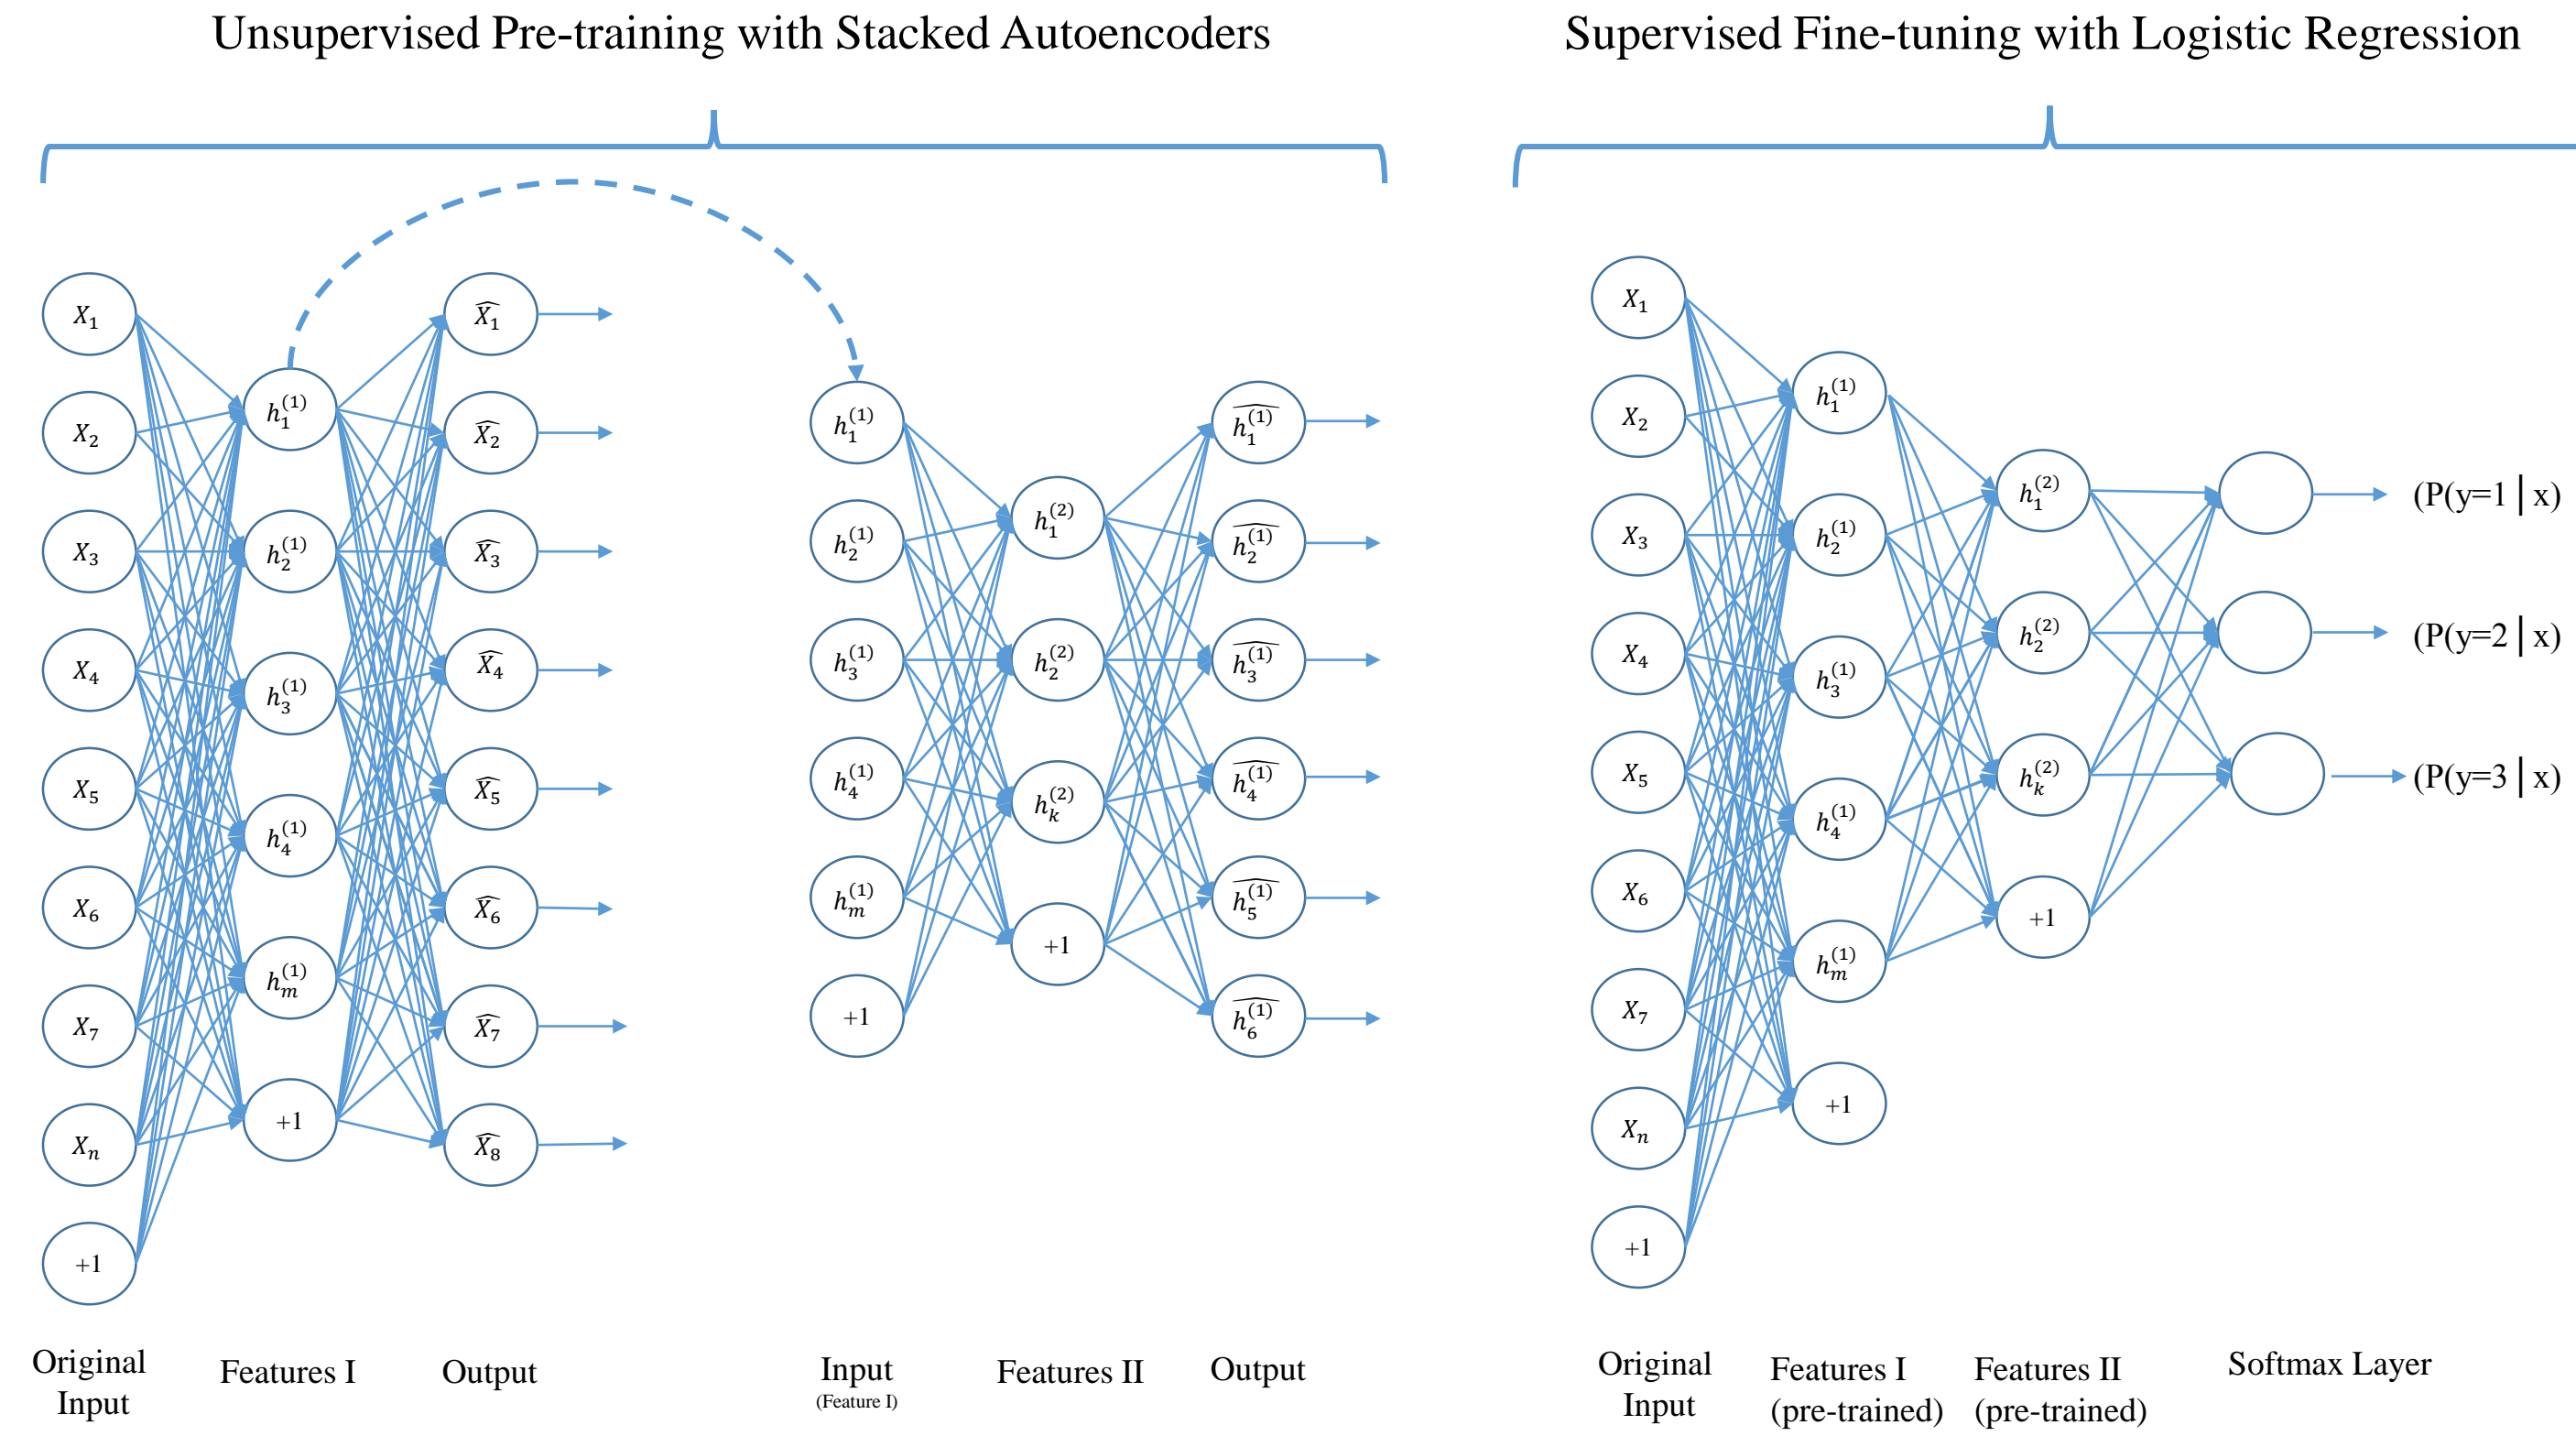 Unsupervised Pre-training with Stacked Autoencoders
Supervised Fine-tuning with Logistic Regression
X₁
X₂
X₃
X₄
X₅
X₆
X₇
Xₙ
+1
h₁⁽¹⁾
h₂⁽¹⁾
h₃⁽¹⁾
h₄⁽¹⁾
hₘ⁽¹⁾
+1
X̂₁
X̂₂
X̂₃
X̂₄
X̂₅
X̂₆
X̂₇
X̂₈
h₁⁽¹⁾
h₂⁽¹⁾
h₃⁽¹⁾
h₄⁽¹⁾
hₘ⁽¹⁾
+1
h₁⁽²⁾
h₂⁽²⁾
hₖ⁽²⁾
+1
ĥ₁⁽¹⁾
ĥ₂⁽¹⁾
ĥ₃⁽¹⁾
ĥ₄⁽¹⁾
ĥ₅⁽¹⁾
ĥ₆⁽¹⁾
X₁
X₂
X₃
X₄
X₅
X₆
X₇
Xₙ
+1
h₁⁽¹⁾
h₂⁽¹⁾
h₃⁽¹⁾
h₄⁽¹⁾
hₘ⁽¹⁾
+1
h₁⁽²⁾
h₂⁽²⁾
hₖ⁽²⁾
+1
(P(y=1 | x)
(P(y=2 | x)
(P(y=3 | x)
Original
Input
Features I
Output
Input
(Feature I)
Features II
Output
Original
Input
Features I
(pre-trained)
Features II
(pre-trained)
Softmax Layer